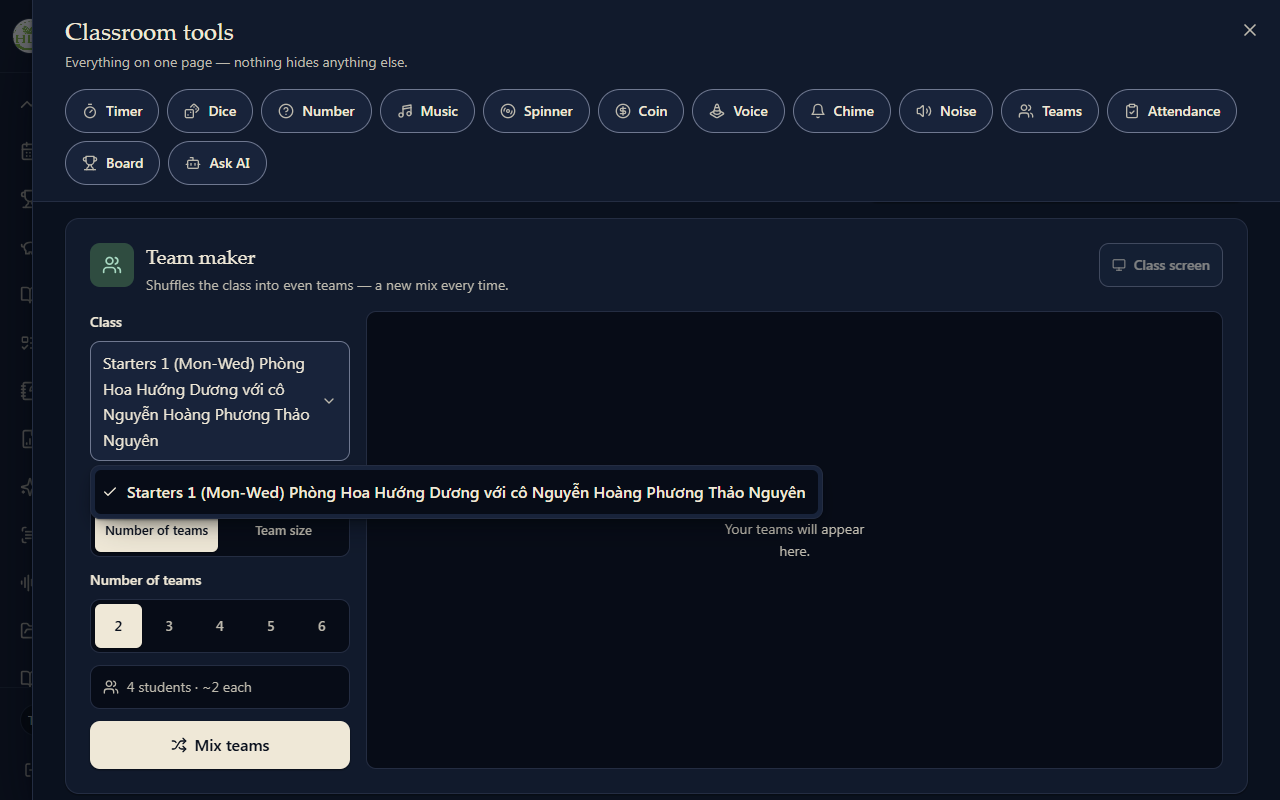 Classroom tools
Everything on one page — nothing hides anything else.
Timer
Dice
Number
Music
Spinner
Coin
Voice
Chime
Noise
Teams
Attendance
Board
Ask AI
Team maker
Shuffles the class into even teams — a new mix every time.
Class screen
Class
Starters 1 (Mon-Wed) Phòng
Hoa Hướng Dương với cô
Nguyễn Hoàng Phương Thảo
Nguyên
Starters 1 (Mon-Wed) Phòng Hoa Hướng Dương với cô Nguyễn Hoàng Phương Thảo Nguyên
Number of teams
Team size
Your teams will appear
here.
Number of teams
2
3
4
5
6
4 students · ~2 each
Mix teams